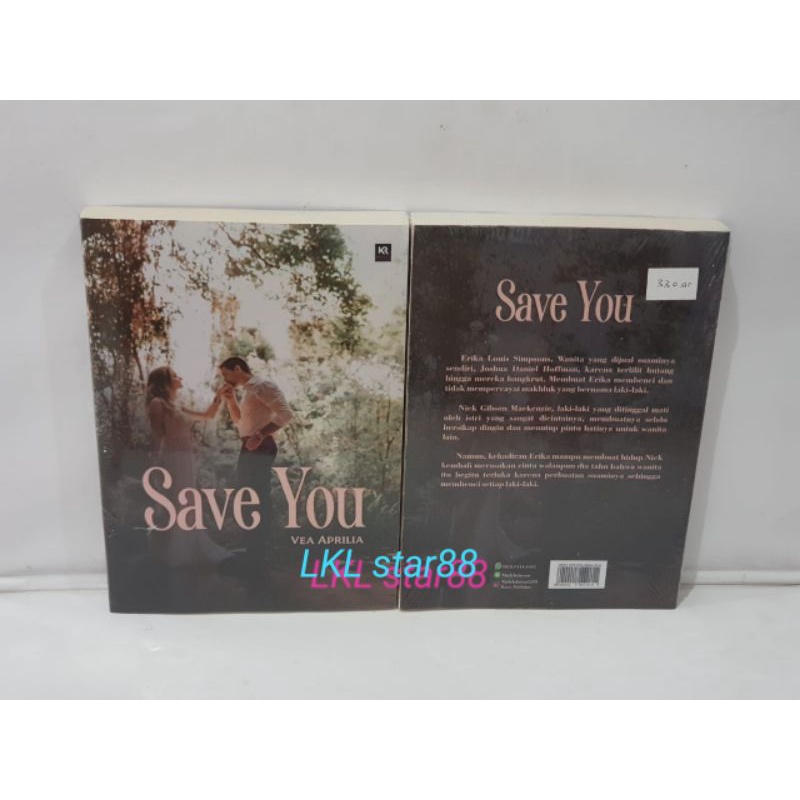 KR
Save You
VEA APRILIA
LKL star88
LKL star88
Save You
Erika Louis Simpsons, Wanita yang dijual suaminya
sendiri, Joshua Daniel Hoffman, karena terlilit hutang
hingga mereka bangkrut. Membuat Erika membenci dan
tidak mempercayai makhluk yang bernama laki-laki.
Nick Gibson Mackenzie, laki-laki yang ditinggal mati
oleh istri yang sangat dicintainya, membuatnya selalu
bersikap dingin dan menutup pintu hatinya untuk wanita
lain.
Namun, kehadiran Erika mampu membuat hidup Nick
kembali merasakan cinta walaupun dia tahu bahwa wanita
itu begitu terluka karena perbuatan suaminya sehingga
membenci setiap laki-laki.